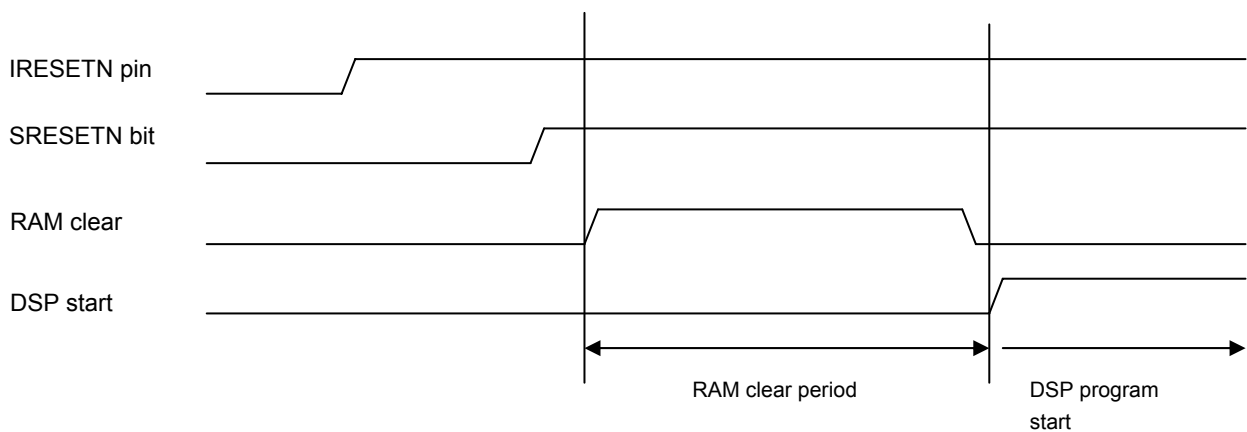 IRESETN pin
SRESETN bit
RAM clear
DSP start
RAM clear period
DSP program
start